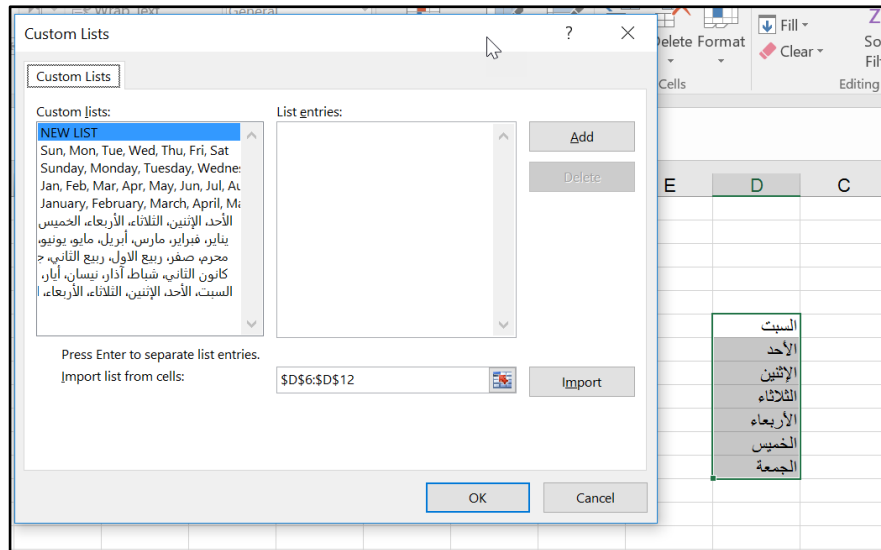 Wrap Text General
Custom Lists ?
Custom Lists
Custom lists:
NEW LIST
Sun, Mon, Tue, Wed, Thu, Fri, Sat
Sunday, Monday, Tuesday, Wedne
Jan, Feb, Mar, Apr, May, Jun, Jul, Au
January, February, March, April, Ma
الأحد، الإثنين، الثلاثاء، الأربعاء، الخميس
يناير، فبراير، مارس، أبريل، مايو، يونيو،
محرم، صفر، ربيع الاول، ربيع الثاني، ج
كانون الثاني، شباط، آذار، نيسان، أيار،
السبت، الأحد، الإثنين، الثلاثاء، الأربعاء، ا
List entries:
Add
Delete
Press Enter to separate list entries.
Import list from cells:
$D$6:$D$12
Import
OK
Cancel
Delete Format
Fill
Clear
So
Fil
Cells
Editing
E D C
السبت
الأحد
الإثنين
الثلاثاء
الأربعاء
الخميس
الجمعة